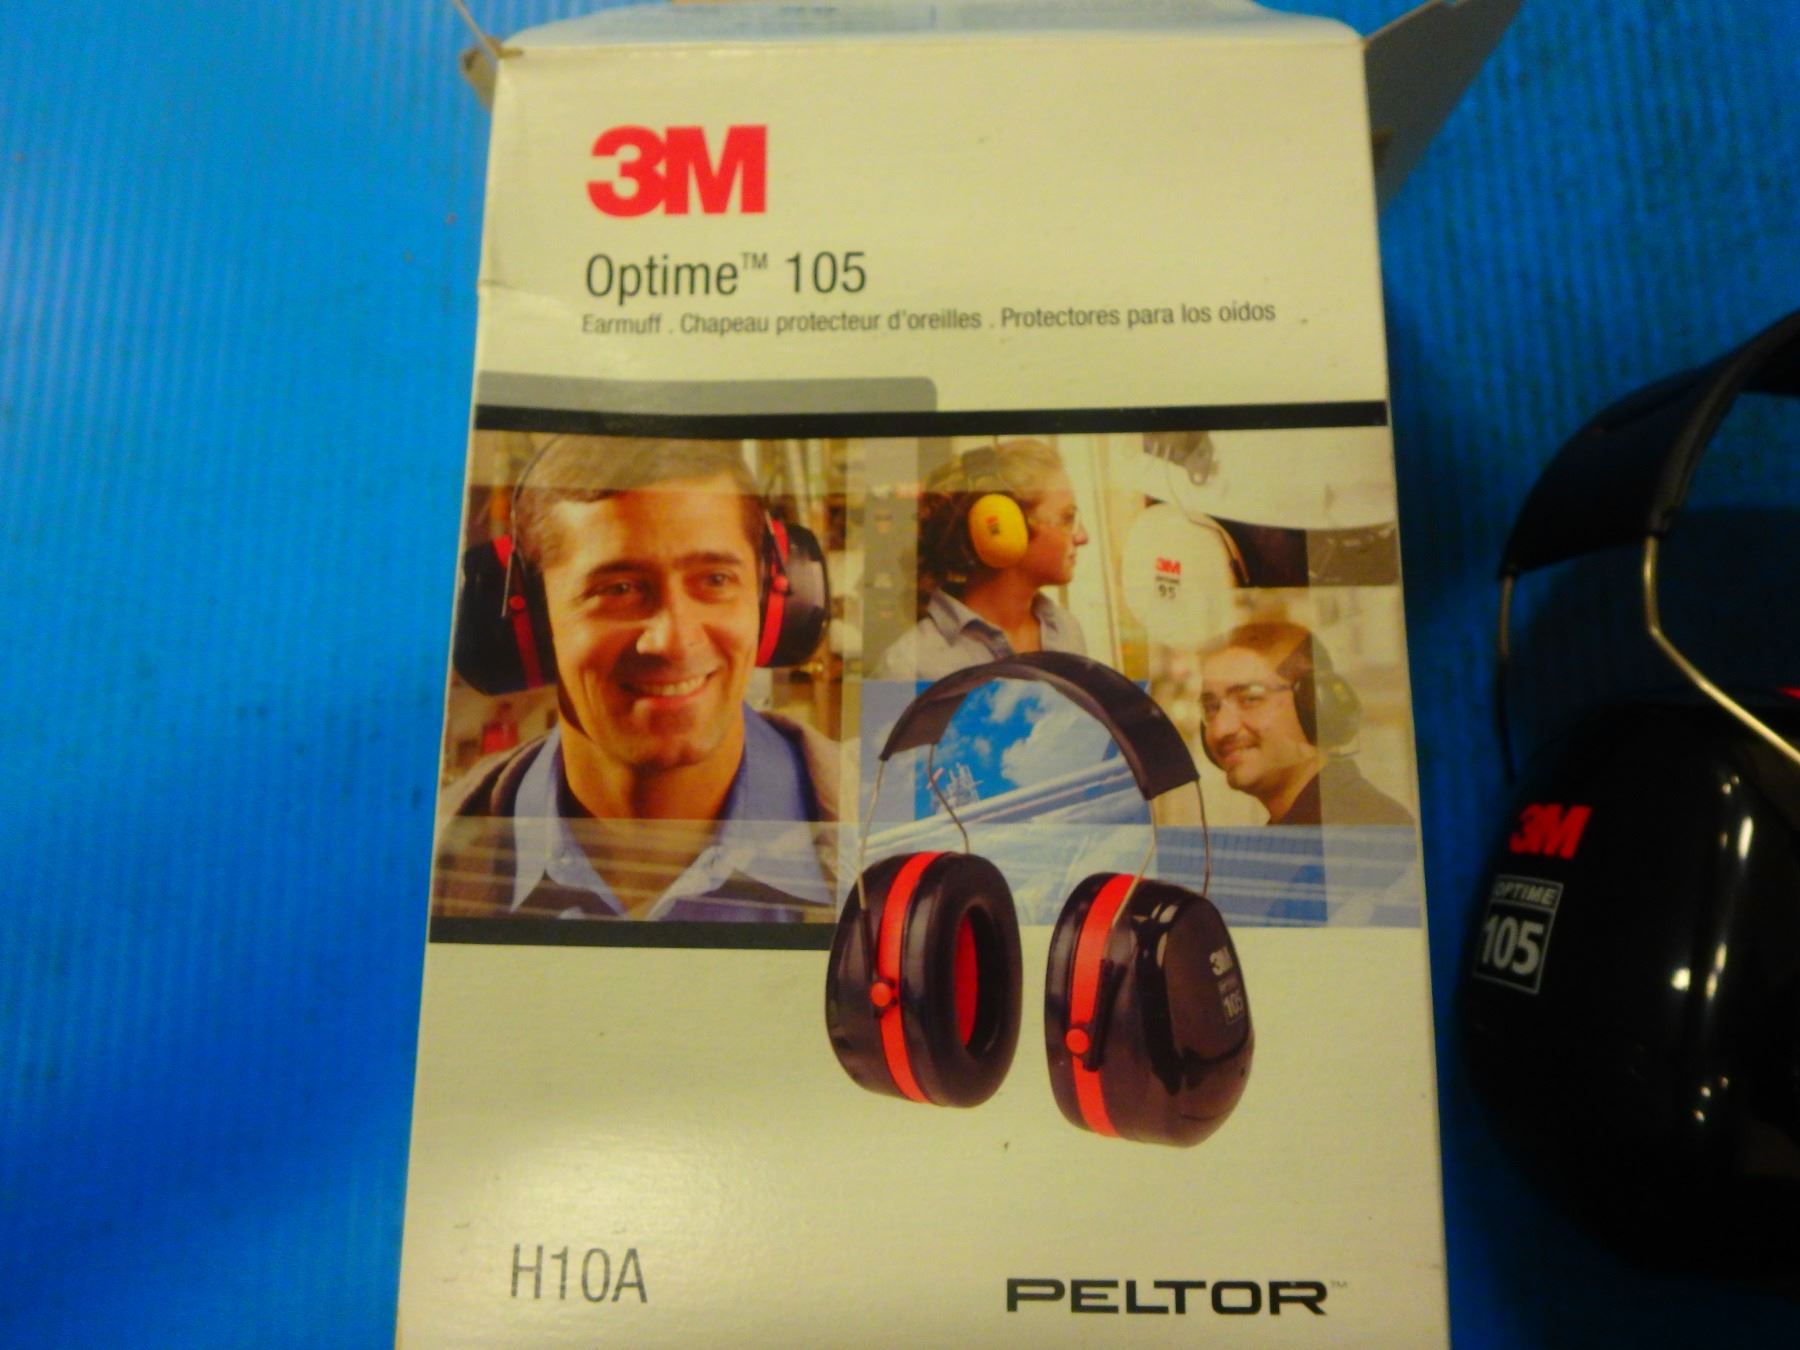 3M
Optime™ 105
Earmuff . Chapeau protecteur d'oreilles . Protectores para los oídos
3M
95
3M
105
H10A
PELTOR™
3M
OPTIME
105